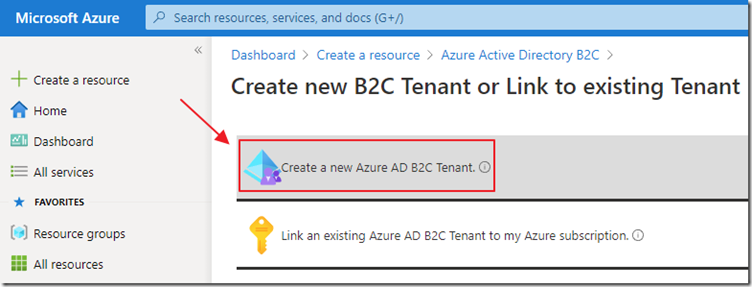 Microsoft Azure
Search resources, services, and docs (G+/)
«
Create a resource
Home
Dashboard
All services
FAVORITES
Resource groups
All resources
Dashboard > Create a resource > Azure Active Directory B2C >
Create new B2C Tenant or Link to existing Tenant
Create a new Azure AD B2C Tenant.
Link an existing Azure AD B2C Tenant to my Azure subscription.